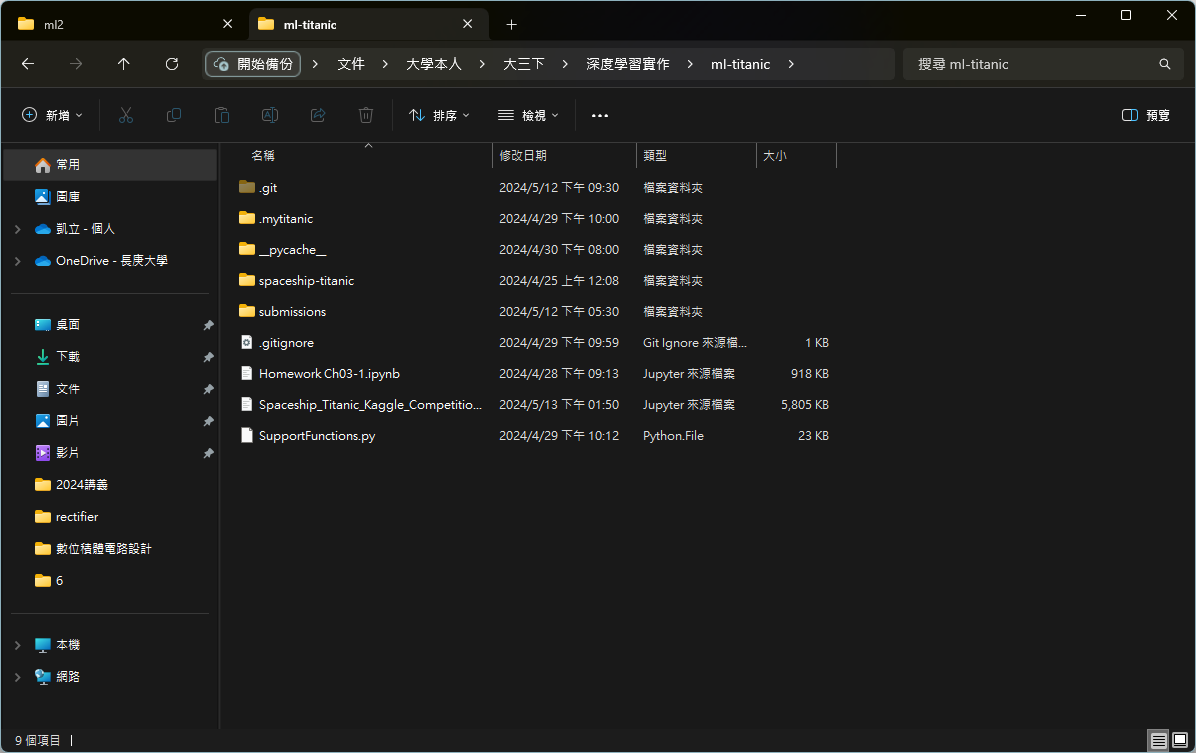 ml2
ml-titanic
開始備份 文件 大學本人 大三下 深度學習實作 ml-titanic
搜尋 ml-titanic
新增 排序 檢視 預覽
常用
圖庫
凱立 - 個人
OneDrive - 長庚大學
桌面
下載
文件
圖片
影片
2024講義
rectifier
數位積體電路設計
6
本機
網路
名稱 修改日期 類型 大小
.git 2024/5/12 下午 09:30 檔案資料夾
.mytitanic 2024/4/29 下午 10:00 檔案資料夾
__pycache__ 2024/4/30 下午 08:00 檔案資料夾
spaceship-titanic 2024/4/25 上午 12:08 檔案資料夾
submissions 2024/5/12 下午 05:30 檔案資料夾
.gitignore 2024/4/29 下午 09:59 Git Ignore 來源檔... 1 KB
Homework Ch03-1.ipynb 2024/4/28 下午 09:13 Jupyter 來源檔案 918 KB
Spaceship_Titanic_Kaggle_Competitio... 2024/5/13 下午 01:50 Jupyter 來源檔案 5,805 KB
SupportFunctions.py 2024/4/29 下午 10:12 Python.File 23 KB
9 個項目